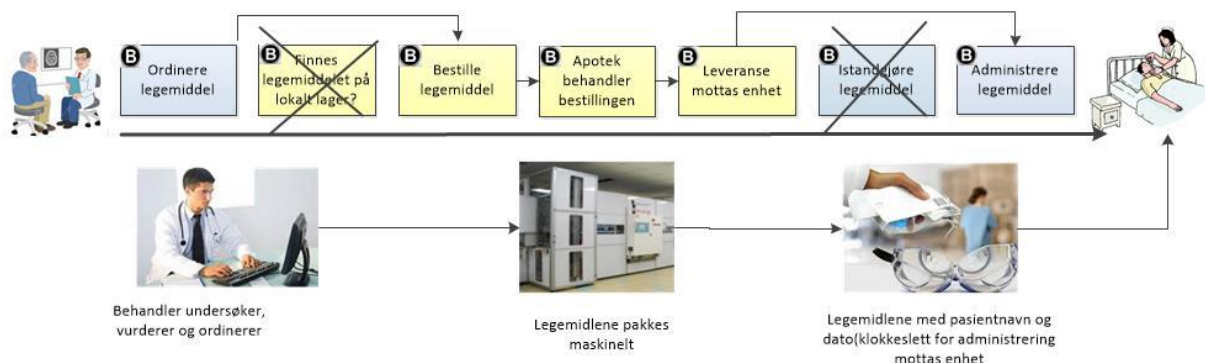 B
Ordinere
legemiddel
B
Finnes
legemiddelet på
lokalt lager?
B
Bestille
legemiddel
B
Apotek
behandler
bestillingen
B
Leveranse
mottas enhet
B
Istandgjøre
legemiddel
B
Administrere
legemiddel
Behandler undersøker,
vurderer og ordinerer
Legemidlene pakkes
maskinelt
Legemidlene med pasientnavn og
dato(klokkeslett for administrering
mottas enhet